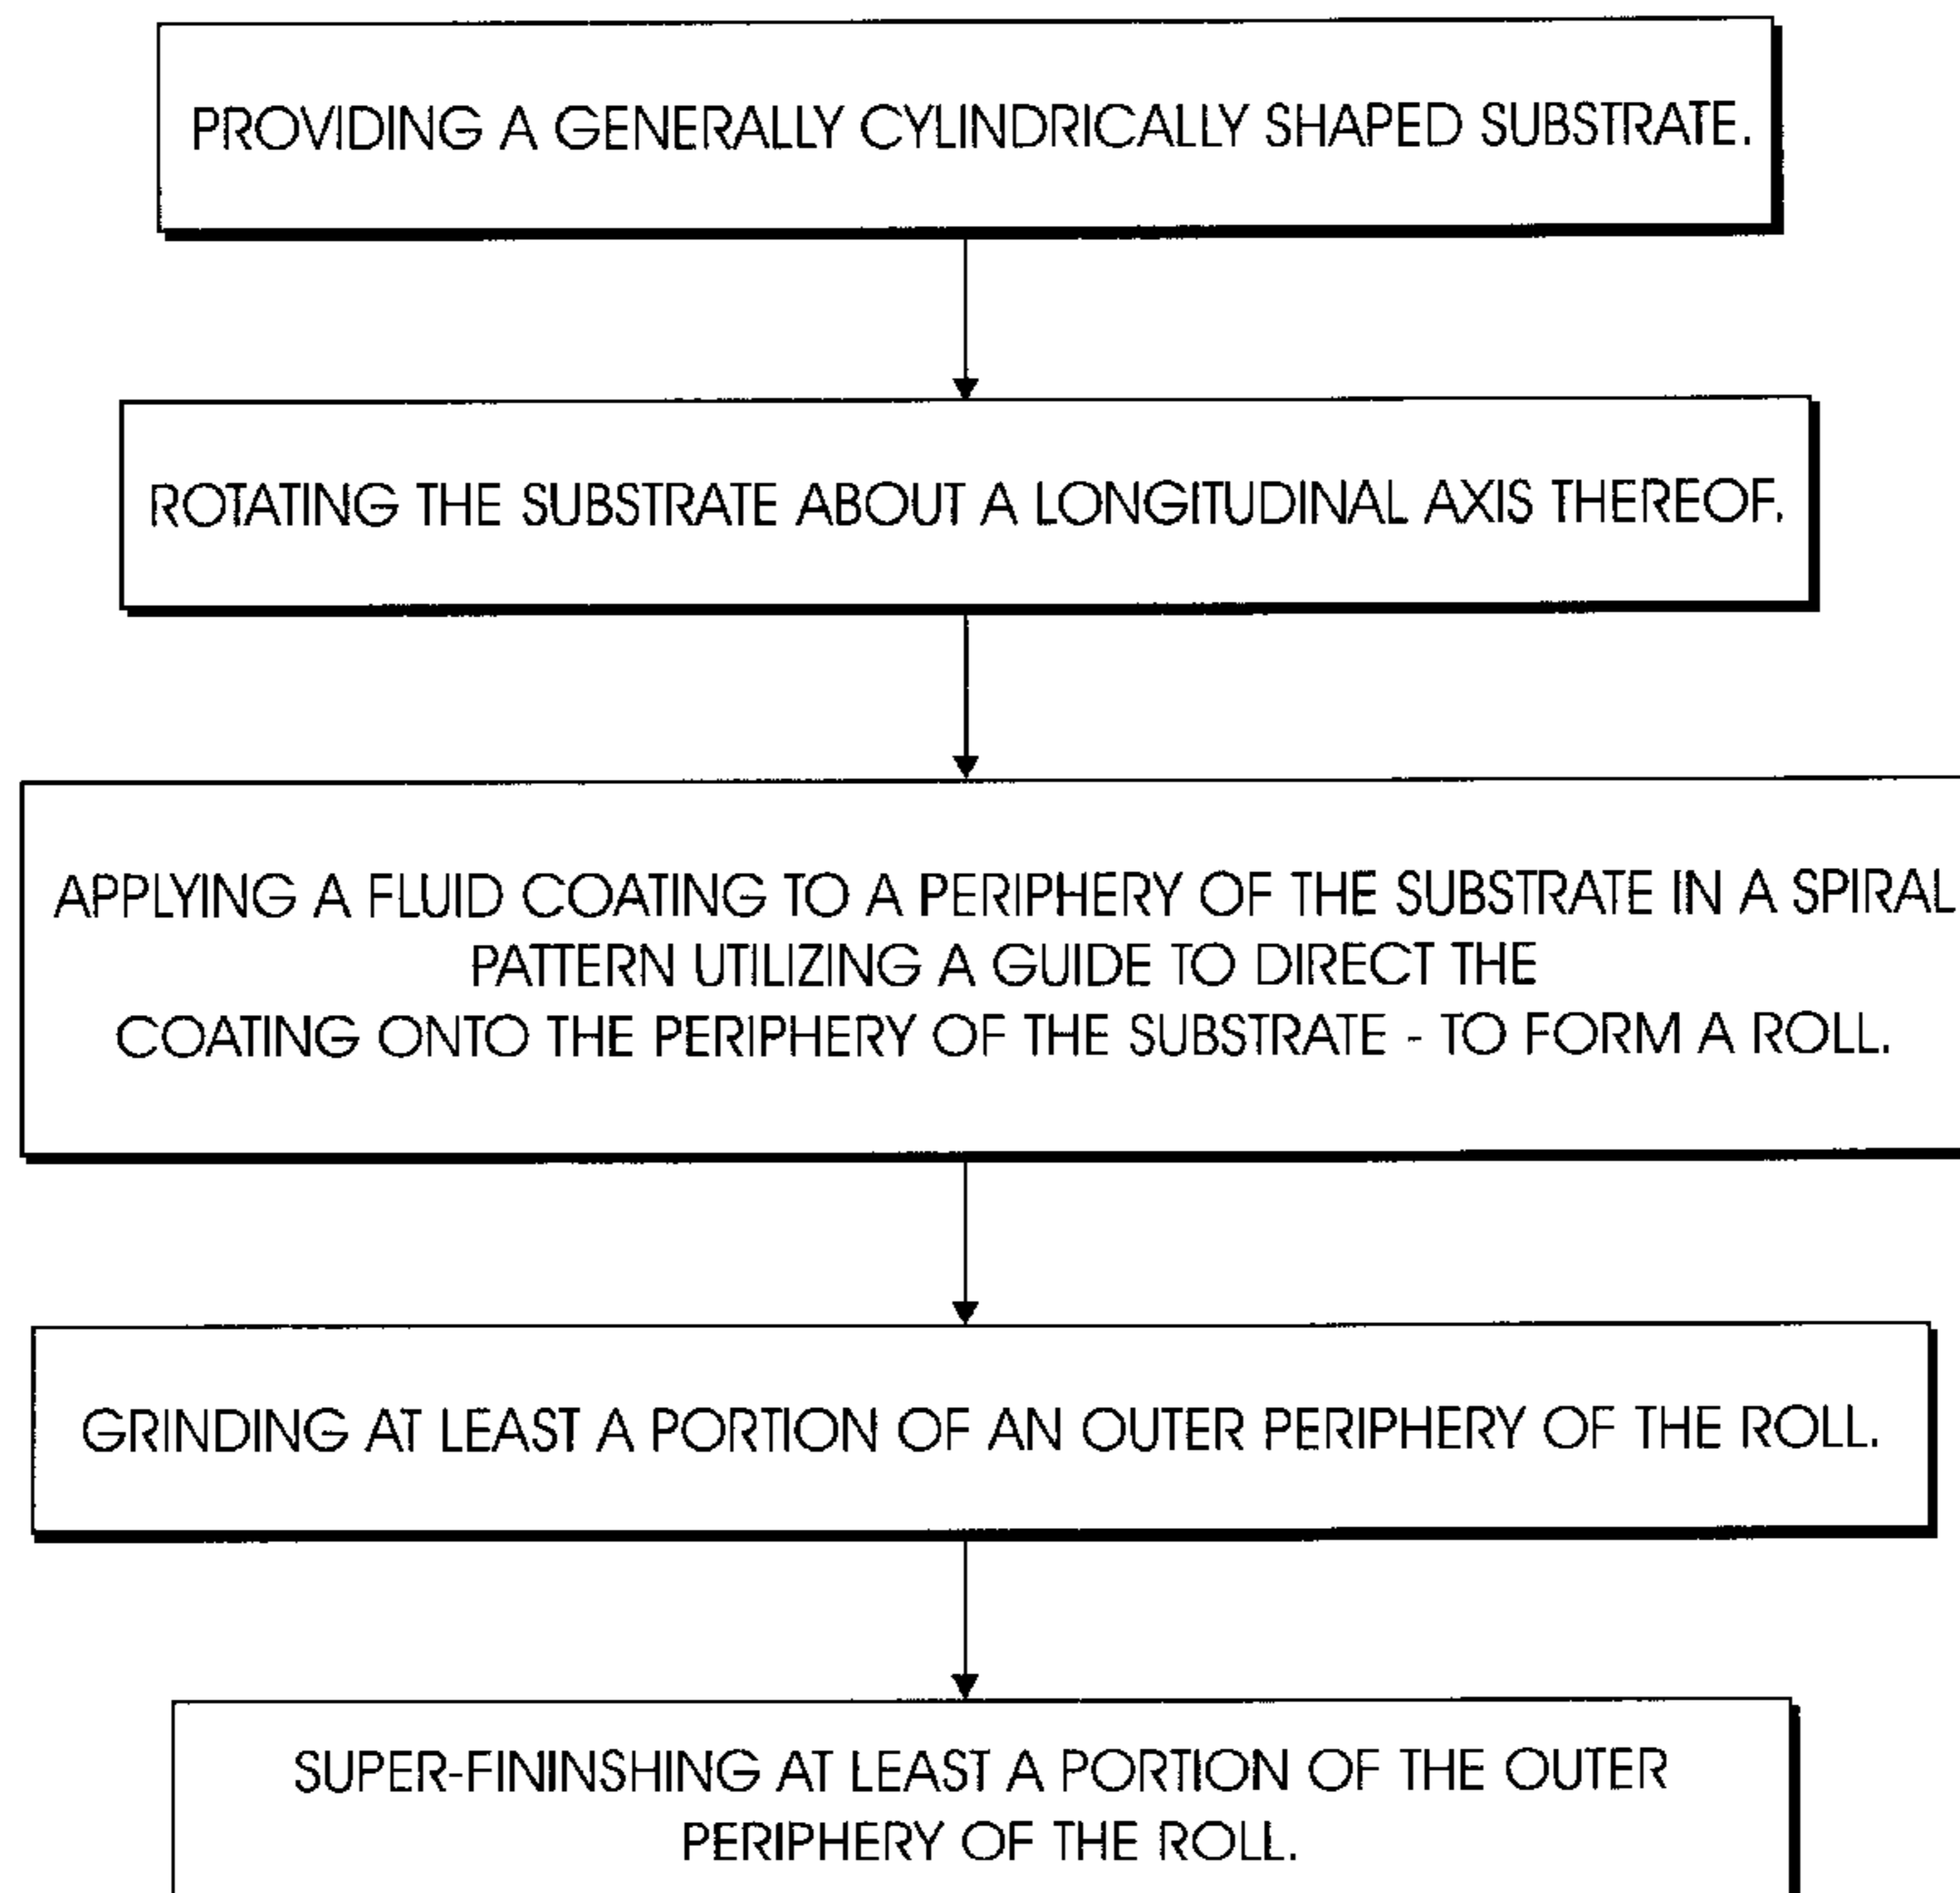 PROVIDING A GENERALLY CYLINDRICALLY SHAPED SUBSTRATE.
ROTATING THE SUBSTRATE ABOUT A LONGITUDINAL AXIS THEREOF.
APPLYING A FLUID COATING TO A PERIPHERY OF THE SUBSTRATE IN A SPIRAL
PATTERN UTILIZING A GUIDE TO DIRECT THE
COATING ONTO THE PERIPHERY OF THE SUBSTRATE - TO FORM A ROLL.
GRINDING AT LEAST A PORTION OF AN OUTER PERIPHERY OF THE ROLL.
SUPER-FININSHING AT LEAST A PORTION OF THE OUTER
PERIPHERY OF THE ROLL.